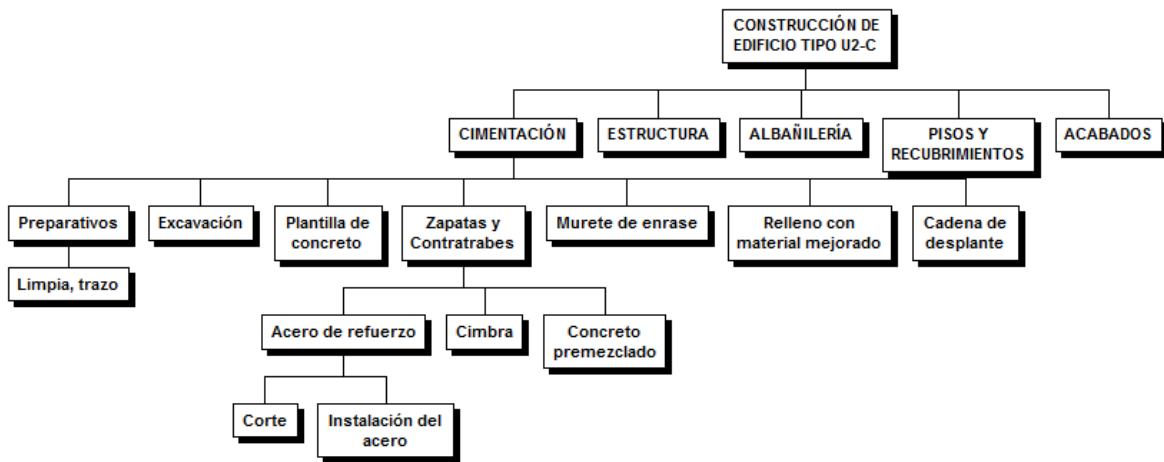 CONSTRUCCIÓN DE
EDIFICIO TIPO U2-C
CIMENTACIÓN
ESTRUCTURA
ALBAÑILERÍA
PISOS Y
RECUBRIMIENTOS
ACABADOS
Preparativos
Excavación
Plantilla de
concreto
Zapatas y
Contratrabes
Murete de enrase
Relleno con
material mejorado
Cadena de
desplante
Limpia, trazo
Acero de refuerzo
Cimbra
Concreto
premezclado
Corte
Instalación del
acero